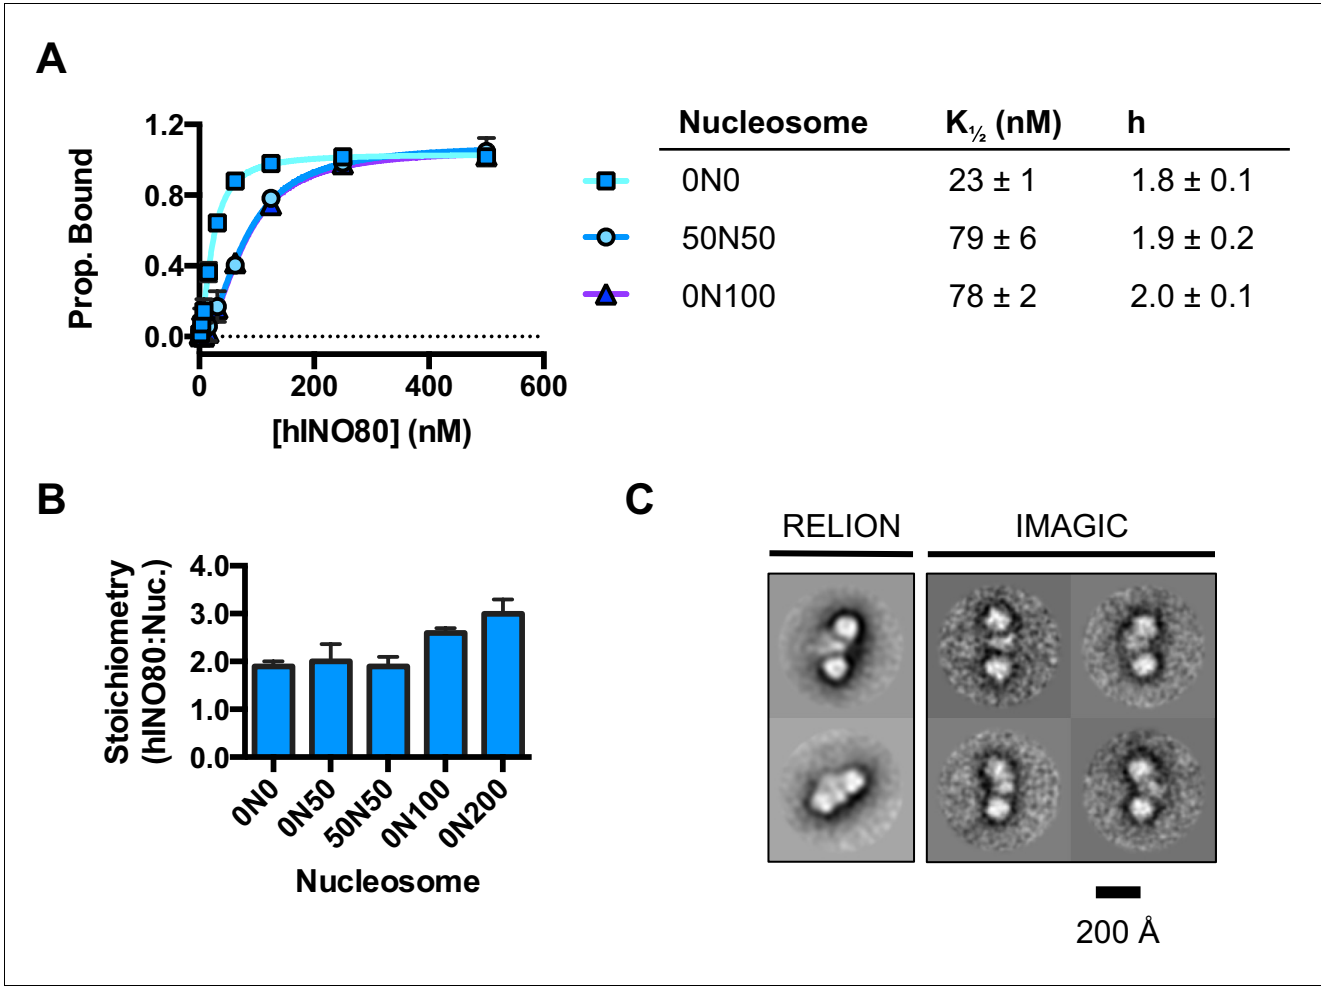 A
Prop. Bound
1.2
0.8
0.4
0.0
0 200 400 600
[hINO80] (nM)
Nucleosome K½ (nM) h
0N0 23 ± 1 1.8 ± 0.1
50N50 79 ± 6 1.9 ± 0.2
0N100 78 ± 2 2.0 ± 0.1
B
Stoichiometry
(hINO80:Nuc.)
4.0
3.0
2.0
1.0
0.0
0N0 0N50 50N50 0N100 0N200
Nucleosome
C
RELION IMAGIC
200 Å